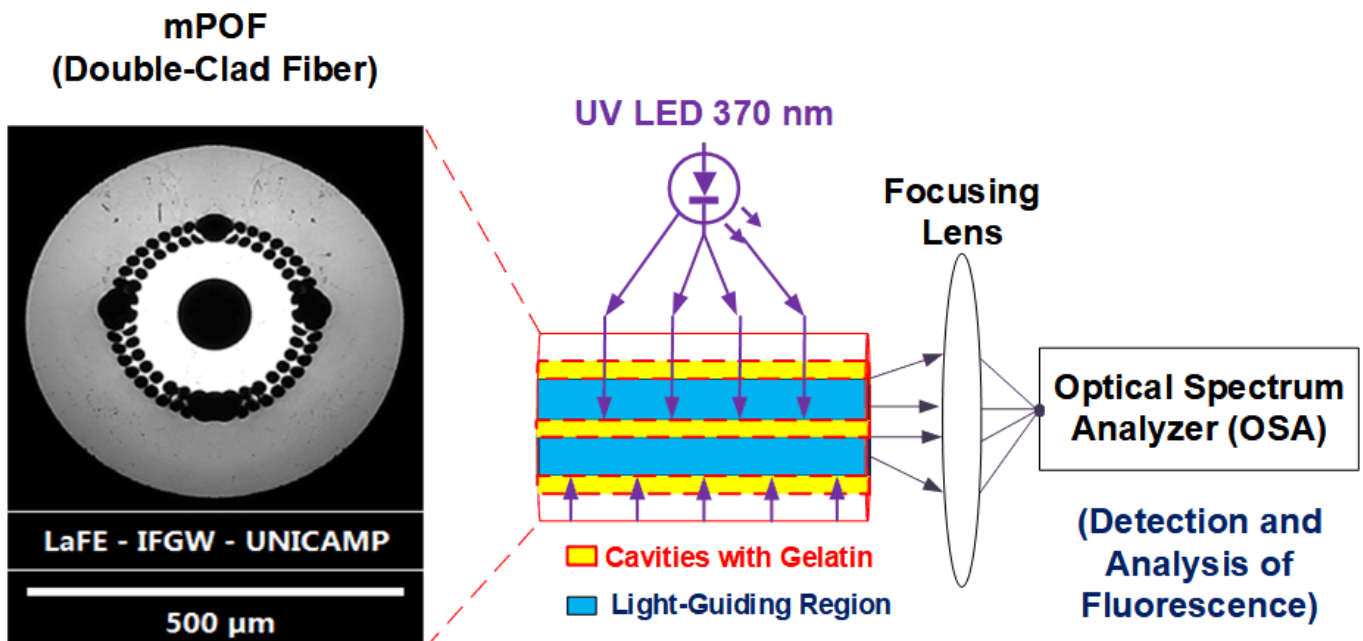 mPOF
(Double-Clad Fiber)
LaFE - IFGW - UNICAMP
500 µm
UV LED 370 nm
Focusing
Lens
Optical Spectrum
Analyzer (OSA)
(Detection and
Analysis of
Fluorescence)
Cavities with Gelatin
Light-Guiding Region